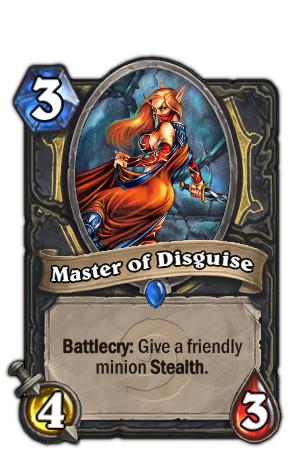 3
Master of Disguise
Battlecry: Give a friendly
minion Stealth.
4
3